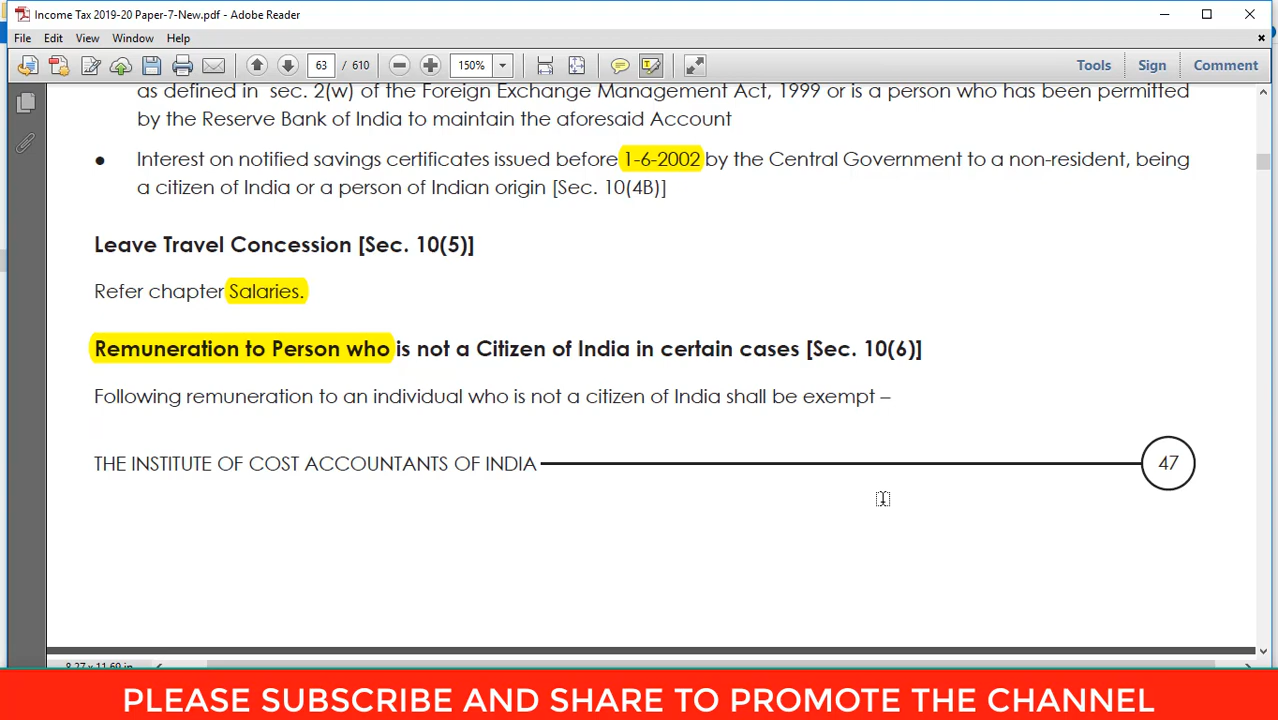 Income Tax 2019-20 Paper-7-New.pdf - Adobe Reader
File Edit View Window Help
63 / 610 150% Tools Sign Comment
as defined in sec. 2(w) of the Foreign Exchange Management Act, 1999 or is a person who has been permitted
by the Reserve Bank of India to maintain the aforesaid Account
● Interest on notified savings certificates issued before 1-6-2002 by the Central Government to a non-resident, being
a citizen of India or a person of Indian origin [Sec. 10(4B)]
Leave Travel Concession [Sec. 10(5)]
Refer chapter Salaries.
Remuneration to Person who is not a Citizen of India in certain cases [Sec. 10(6)]
Following remuneration to an individual who is not a citizen of India shall be exempt –
THE INSTITUTE OF COST ACCOUNTANTS OF INDIA 47
8.27 x 11.69 in
PLEASE SUBSCRIBE AND SHARE TO PROMOTE THE CHANNEL